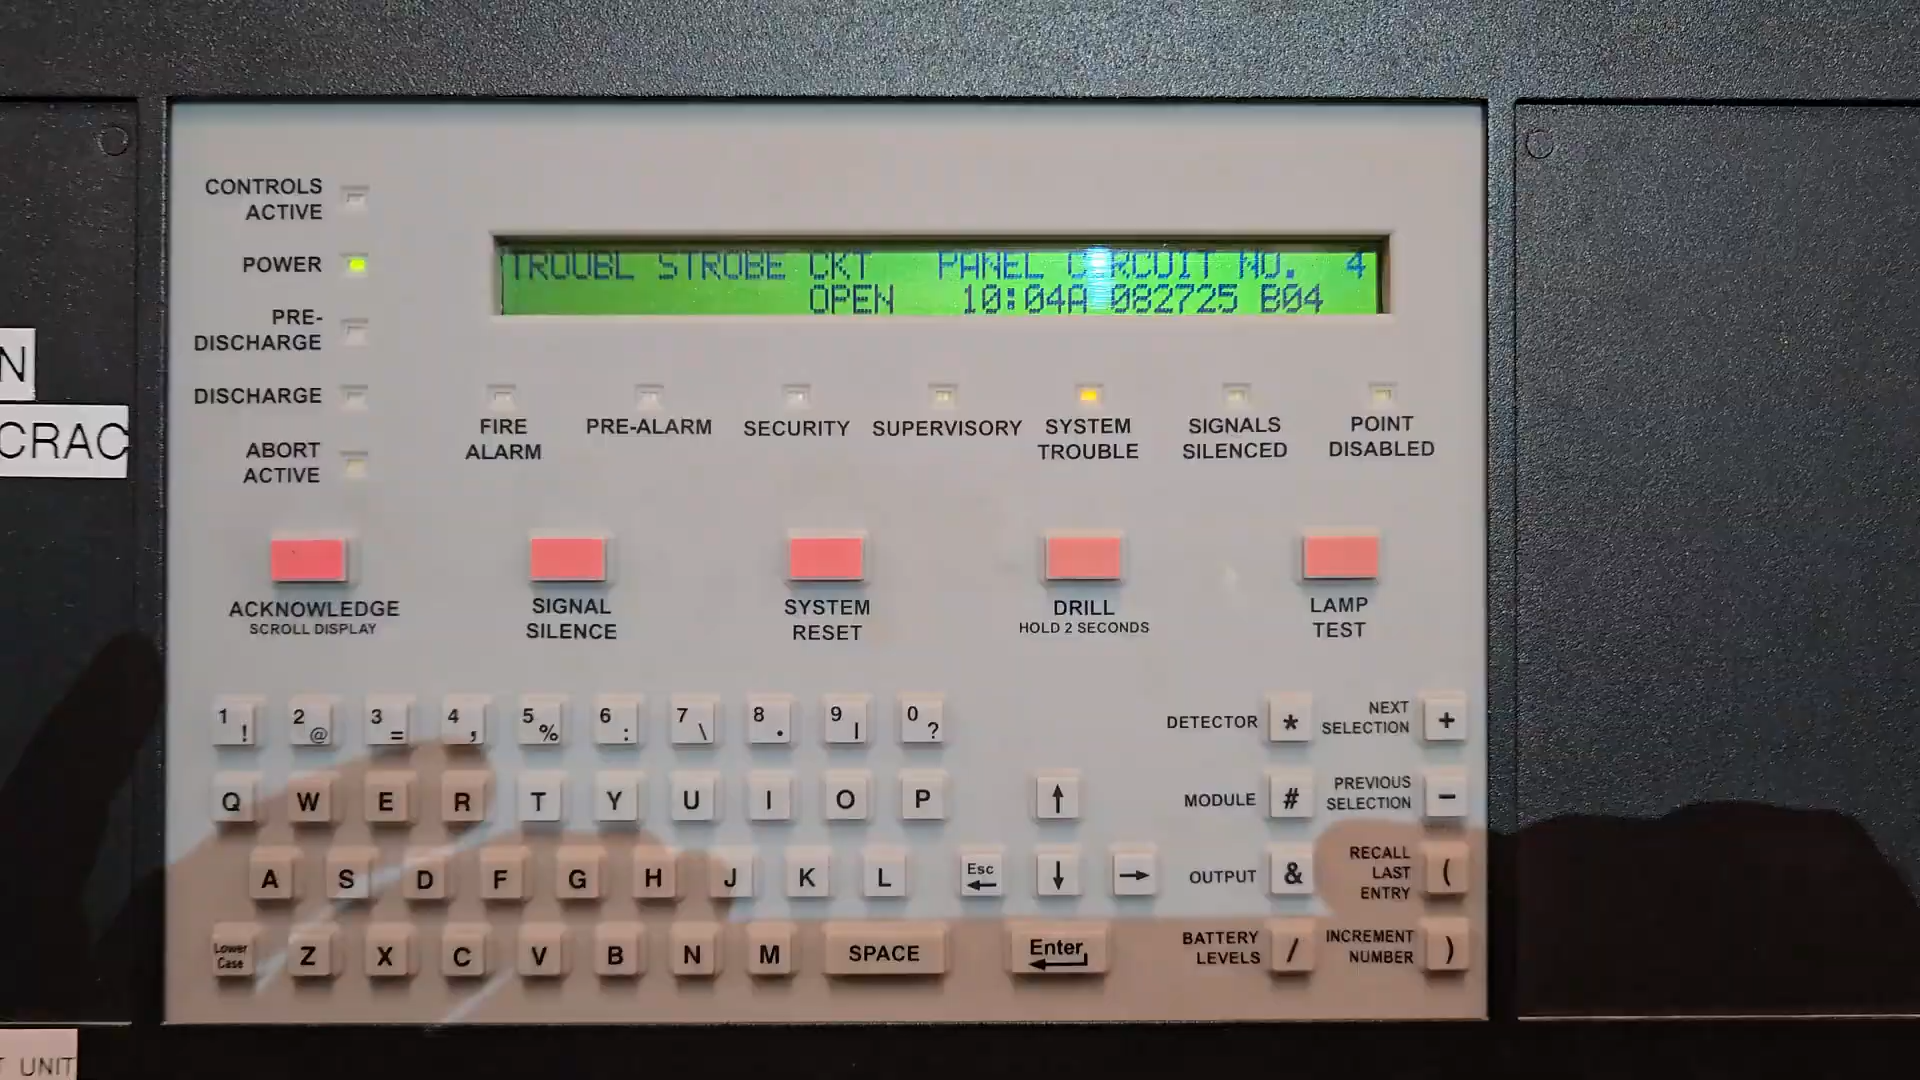 CONTROLS
ACTIVE
POWER
PRE-
DISCHARGE
DISCHARGE
ABORT
ACTIVE
TROUBL STROBE CKT PANEL CIRCUIT NO. 4
OPEN 10:04A 082725 B04
FIRE
ALARM
PRE-ALARM
SECURITY
SUPERVISORY
SYSTEM
TROUBLE
SIGNALS
SILENCED
POINT
DISABLED
N
CRAC
ACKNOWLEDGE
SCROLL DISPLAY
SIGNAL
SILENCE
SYSTEM
RESET
DRILL
HOLD 2 SECONDS
LAMP
TEST
1 ! 2 @ 3 = 4 , 5 % 6 : 7 \ 8 . 9 | 0 ?
DETECTOR *
NEXT
SELECTION +
Q W E R T Y U I O P ↑
MODULE #
PREVIOUS
SELECTION −
A S D F G H J K L Esc ← ↓ →
OUTPUT &
RECALL
LAST
ENTRY (
Lower
Case Z X C V B N M SPACE Enter
BATTERY
LEVELS /
INCREMENT
NUMBER )
T UNIT